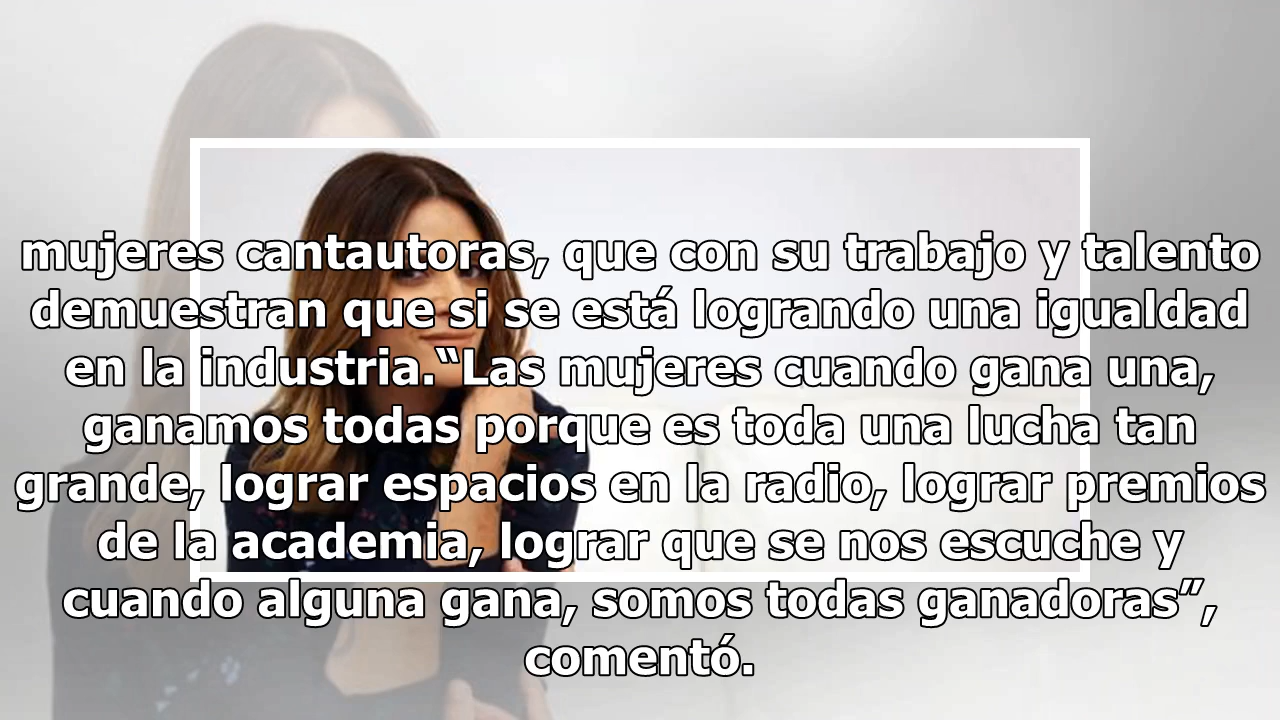 mujeres cantautoras, que con su trabajo y talento
demuestran que si se está logrando una igualdad
en la industria.“Las mujeres cuando gana una,
ganamos todas porque es toda una lucha tan
grande, lograr espacios en la radio, lograr premios
de la academia, lograr que se nos escuche y
cuando alguna gana, somos todas ganadoras”,
comentó.